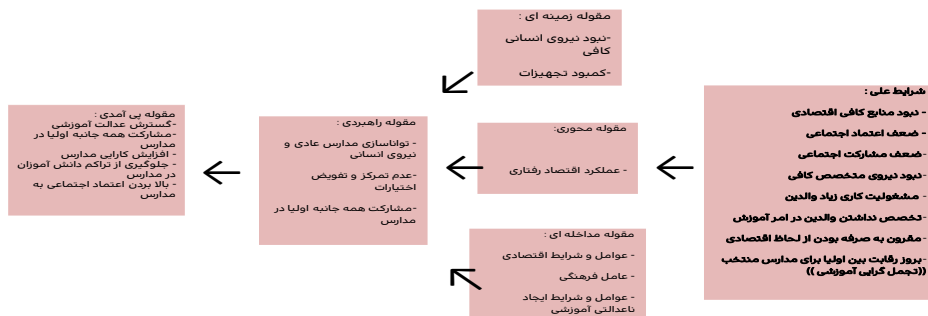 شرایط علی :
- نبود منابع کافی اقتصادی
- ضعف اعتماد اجتماعی
-ضعف مشارکت اجتماعی
-نبود نیروی متخصص کافی
- مشغولیت کاری زیاد والدین
-تخصص نداشتن والدین در امر آموزش
-مقرون به صرفه بودن از لحاظ اقتصادی
-بروز رقابت بین اولیا برای مدارس منتخب
((تجمل گرایی آموزشی ))
مقوله زمینه ای :
-نبود نیروی انسانی
کافی
-کمبود تجهیزات
مقوله محوری:
- عملکرد اقتصاد رفتاری
مقوله مداخله ای :
- عوامل و شرایط اقتصادی
- عامل فرهنگی
- عوامل و شرایط ایجاد
ناعدالتی آموزشی
مقوله راهبردی :
- تواناسازی مدارس عادی و
نیروی انسانی
-عدم تمرکز و تفویض
اختیارات
-مشارکت همه جانبه اولیا در
مدارس
مقوله پی آمدی :
-گسترش عدالت آموزشی
-مشارکت همه جانبه اولیا در
مدارس
- افزایش کارایی مدارس
- جلوگیری از تراکم دانش آموزان
در مدارس
- بالا بردن اعتماد اجتماعی به
مدارس